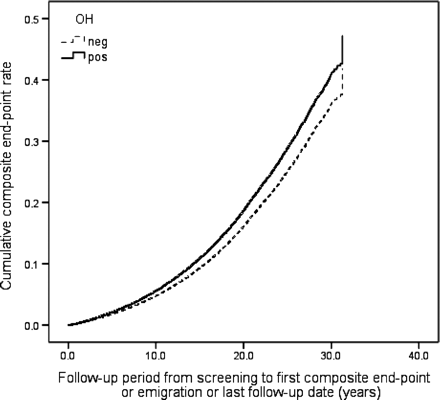 OH
neg
pos
Cumulative composite end-point rate
0.5
0.4
0.3
0.2
0.1
0.0
0.0 10.0 20.0 30.0 40.0
Follow-up period from screening to first composite end-point
or emigration or last follow-up date (years)